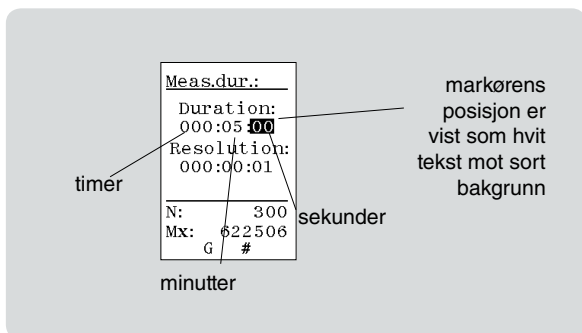 Meas.dur.:
Duration:
000:05:00
Resolution:
000:00:01
N: 300
Mx: 622506
G #
timer
minutter
sekunder
markørens
posisjon er
vist som hvit
tekst mot sort
bakgrunn